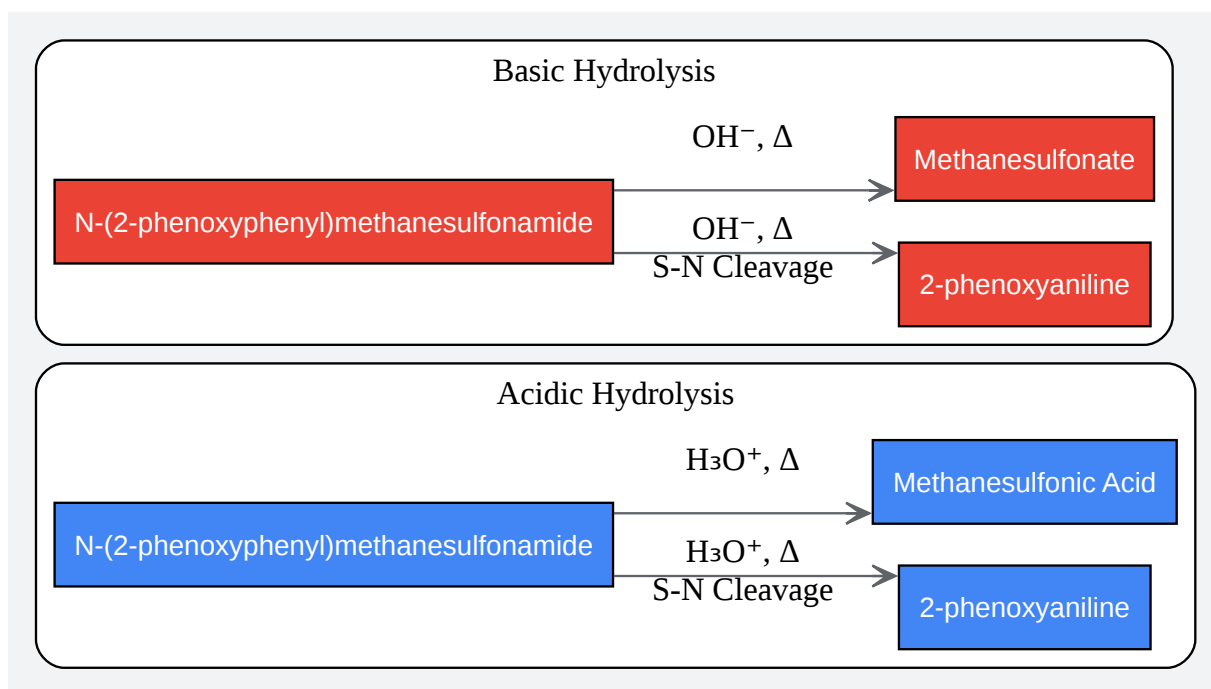 Basic Hydrolysis
OH⁻, Δ
Methanesulfonate
N-(2-phenoxyphenyl)methanesulfonamide
OH⁻, Δ
S-N Cleavage
2-phenoxyaniline
Acidic Hydrolysis
H₃O⁺, Δ
Methanesulfonic Acid
N-(2-phenoxyphenyl)methanesulfonamide
H₃O⁺, Δ
S-N Cleavage
2-phenoxyaniline